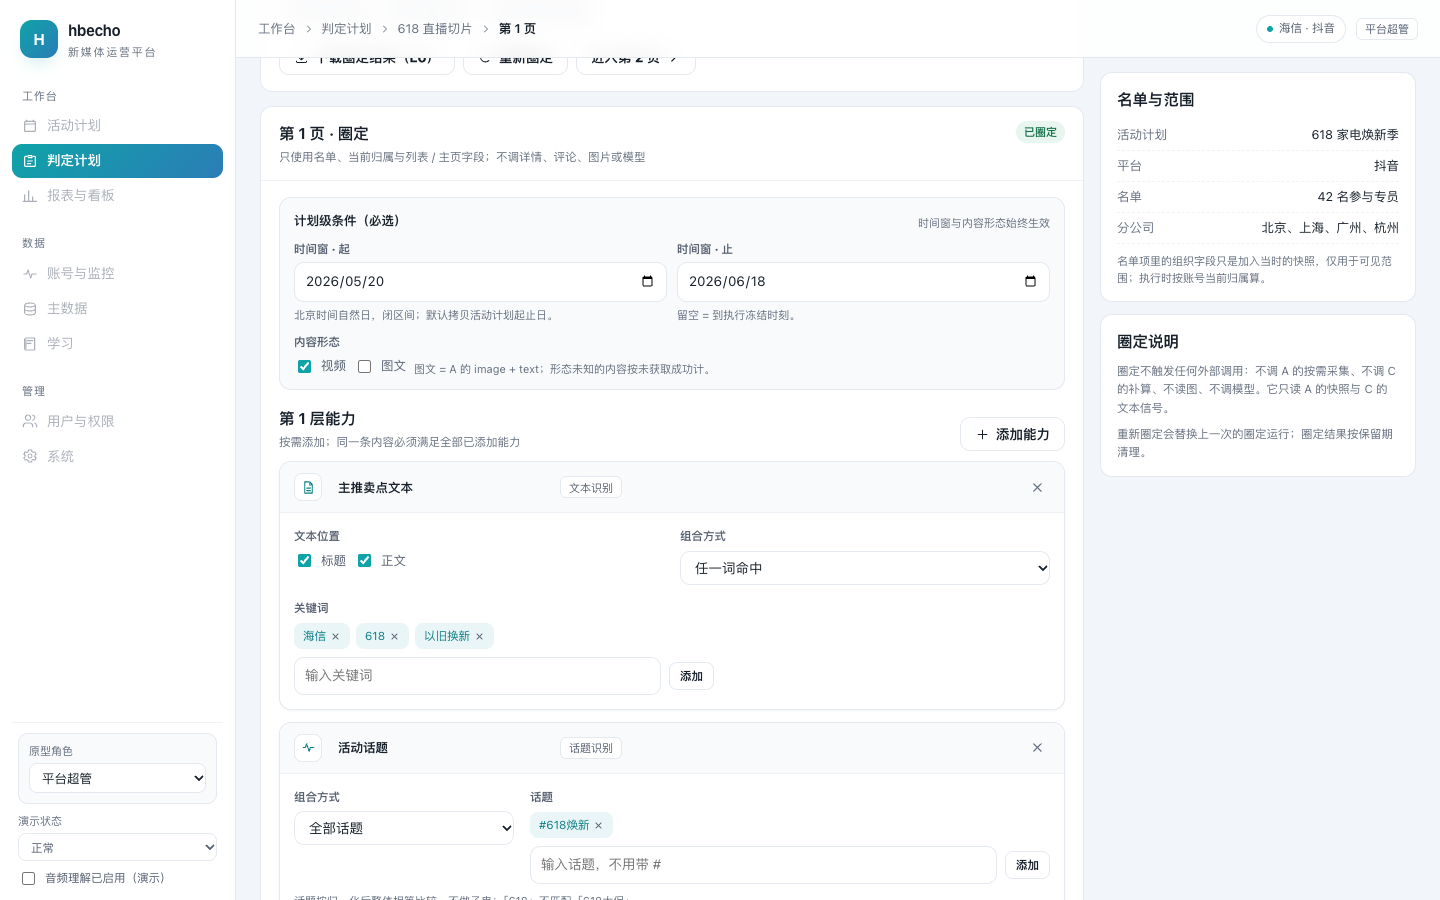 H
hbecho
新媒体运营平台
工作台
活动计划
判定计划
报表与看板
数据
账号与监控
主数据
学习
管理
用户与权限
系统
原型角色
平台超管
演示状态
正常
音频理解已启用（演示）
工作台 > 判定计划 > 618 直播切片 > 第 1 页
海信 · 抖音
平台超管
第 1 页 · 圈定
已圈定
只使用名单、当前归属与列表 / 主页字段；不调详情、评论、图片或模型
计划级条件（必选）
时间窗与内容形态始终生效
时间窗 · 起
时间窗 · 止
2026/05/20
2026/06/18
北京时间自然日，闭区间；默认拷贝活动计划起止日。
留空 = 到执行冻结时刻。
内容形态
视频
图文
图文 = A 的 image + text；形态未知的内容按未获取成功计。
第 1 层能力
按需添加；同一条内容必须满足全部已添加能力
添加能力
主推卖点文本
文本识别
文本位置
组合方式
标题
正文
任一词命中
关键词
海信 ×
618 ×
以旧换新 ×
输入关键词
添加
活动话题
话题识别
组合方式
话题
全部话题
#618焕新 ×
输入话题，不用带 #
添加
名单与范围
活动计划 618 家电焕新季
平台 抖音
名单 42 名参与专员
分公司 北京、上海、广州、杭州
名单项里的组织字段只是加入当时的快照，仅用于可见范
围；执行时按账号当前归属算。
圈定说明
圈定不触发任何外部调用：不调 A 的按需采集、不调 C
的补算、不读图、不调模型。它只读 A 的快照与 C 的
文本信号。
重新圈定会替换上一次的圈定运行；圈定结果按保留期
清理。